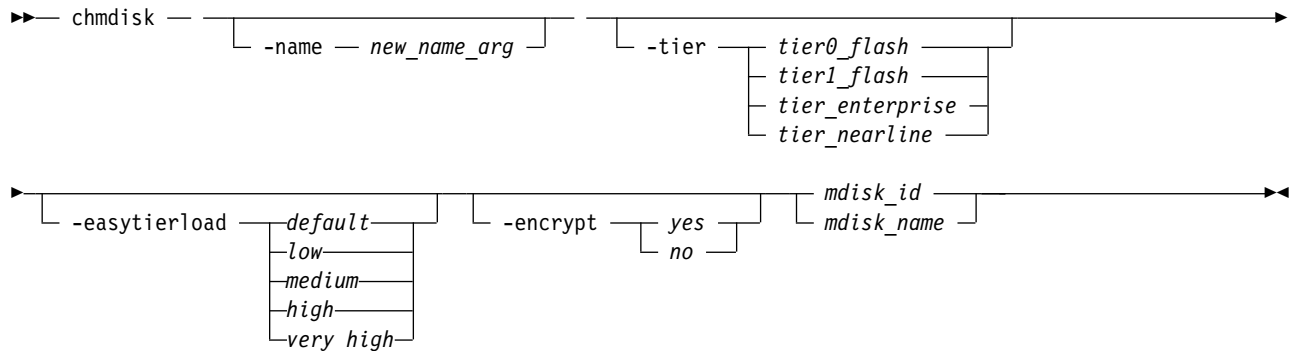 chmdisk
-name new_name_arg
-tier tier0_flash
tier1_flash
tier_enterprise
tier_nearline
-easytierload default
low
medium
high
very high
-encrypt yes
no
mdisk_id
mdisk_name